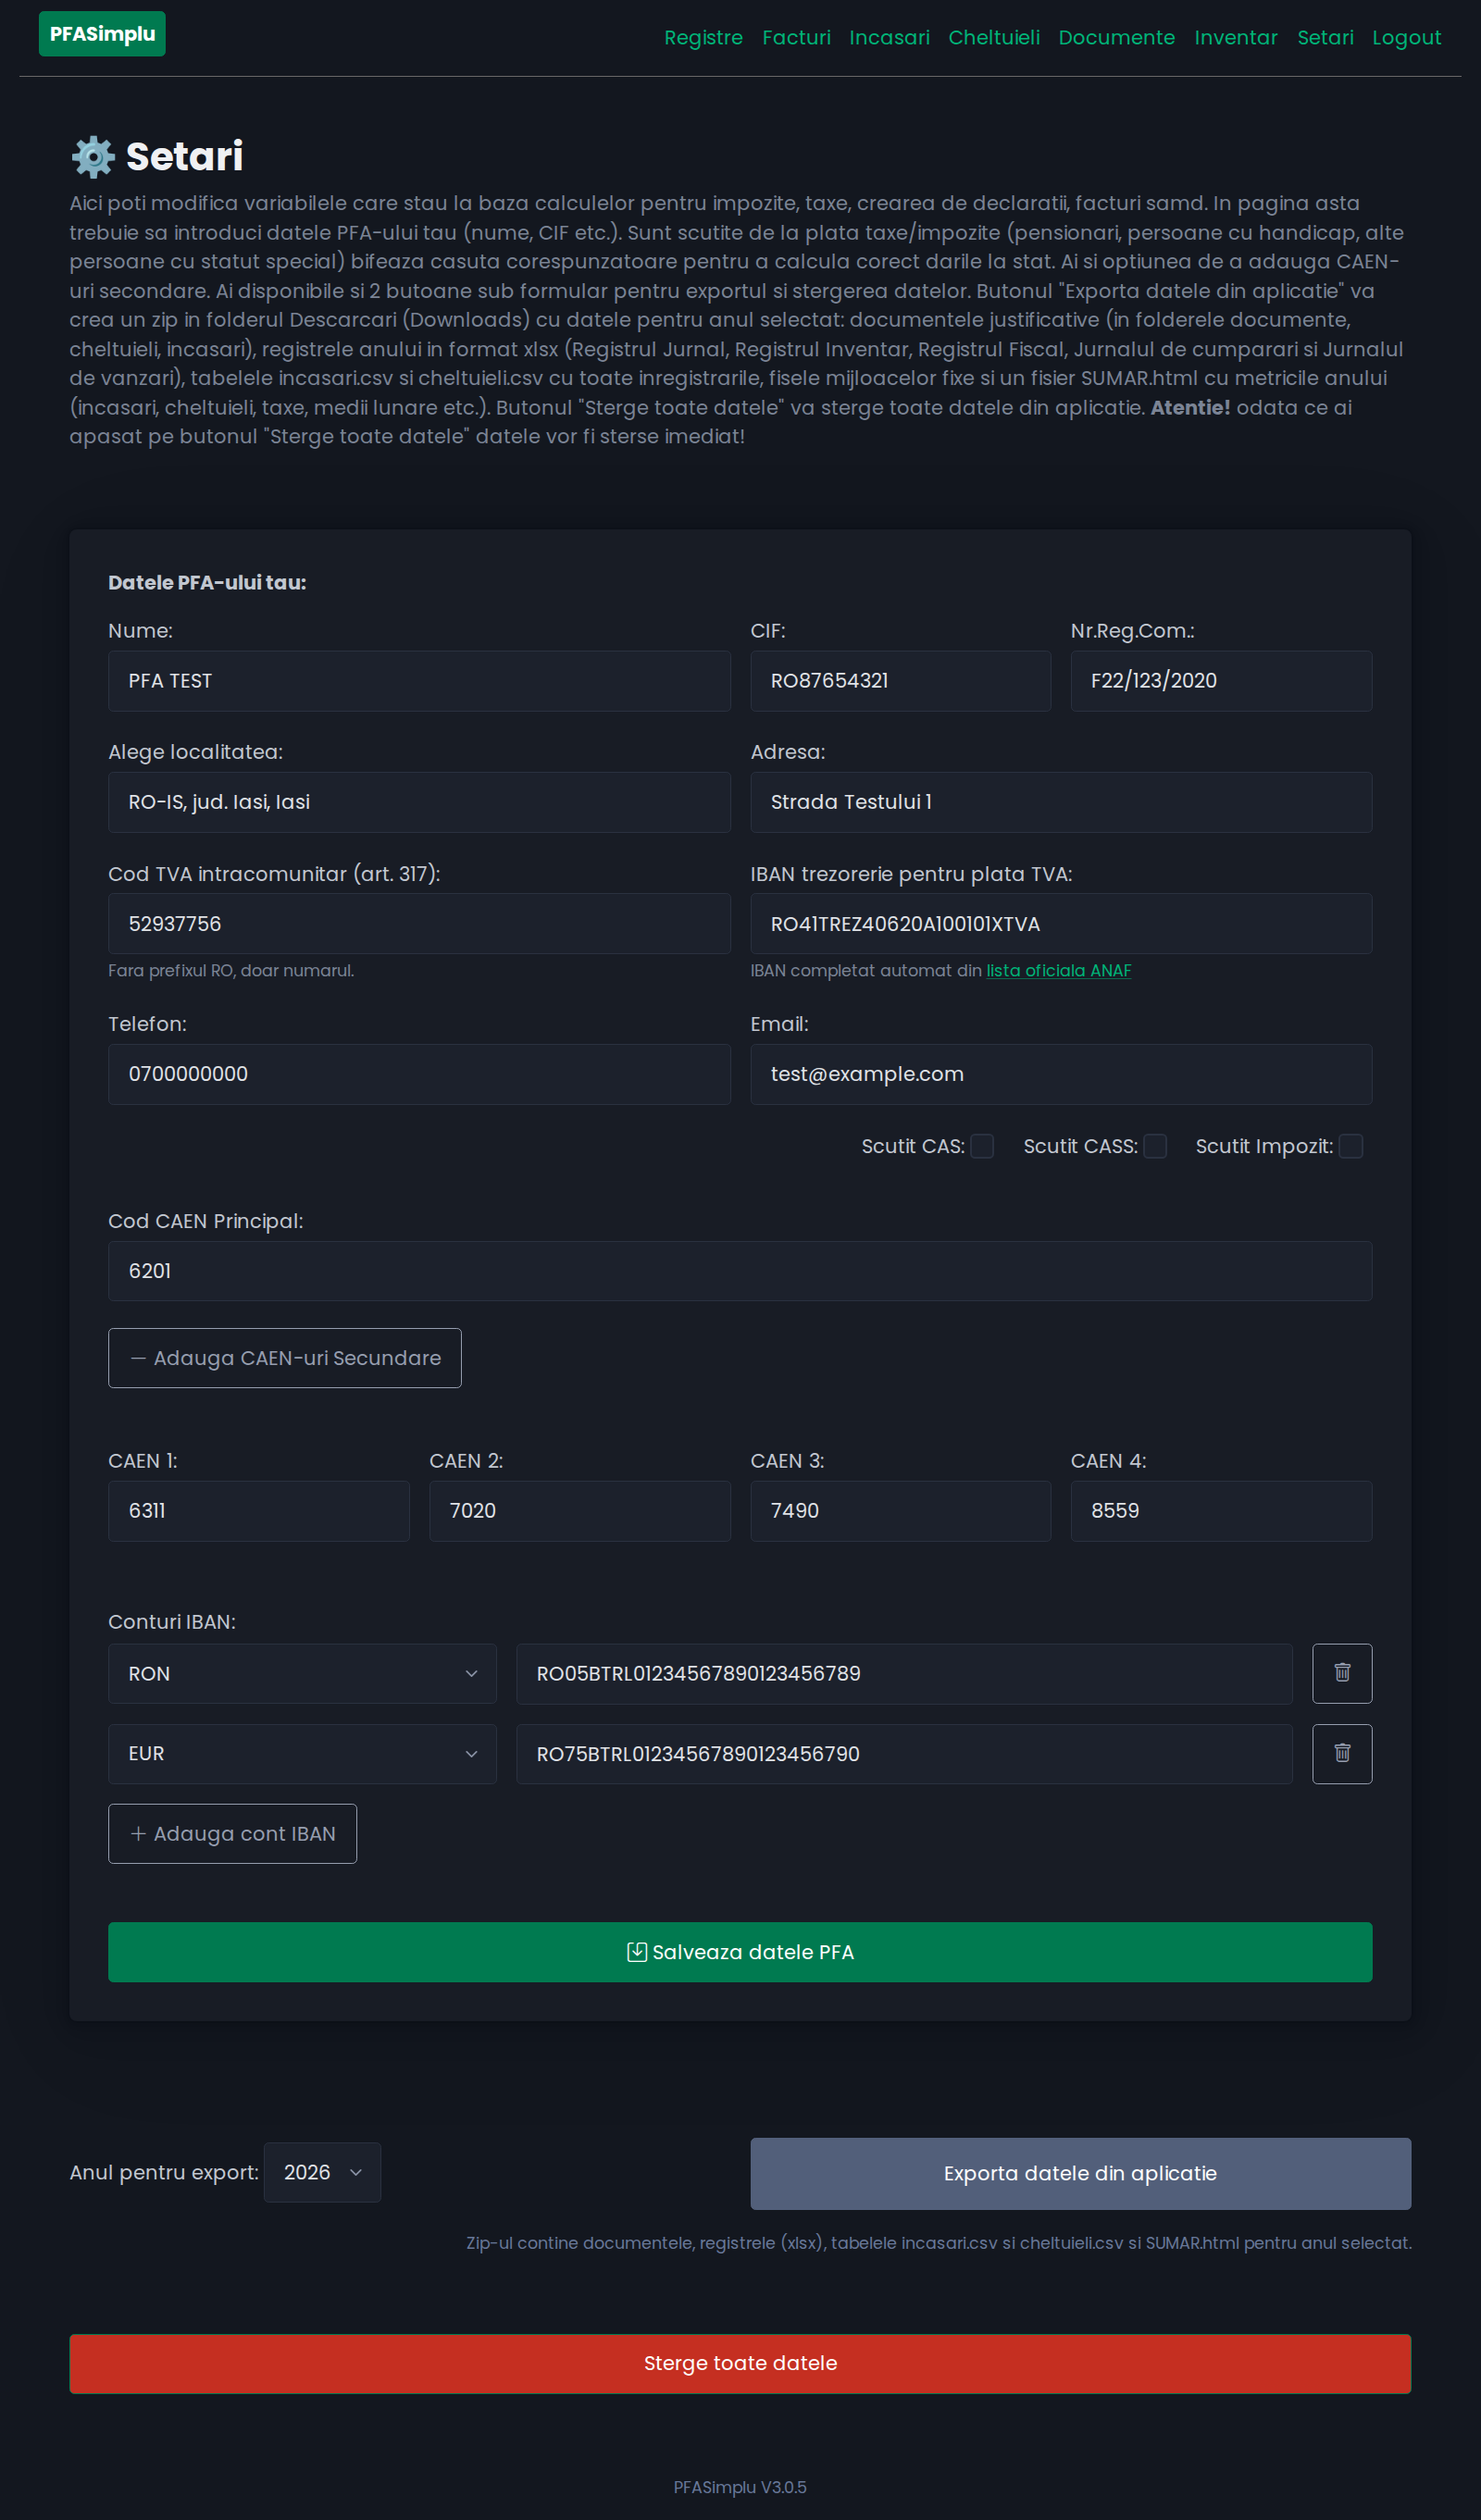 PFASimplu
Registre Facturi Incasari Cheltuieli Documente Inventar Setari Logout
Setari
Aici poti modifica variabilele care stau la baza calculelor pentru impozite, taxe, crearea de declaratii, facturi samd. In pagina asta
trebuie sa introduci datele PFA-ului tau (nume, CIF etc.). Sunt scutite de la plata taxe/impozite (pensionari, persoane cu handicap, alte
persoane cu statut special) bifeaza casuta corespunzatoare pentru a calcula corect darile la stat. Ai si optiunea de a adauga CAEN-
uri secondare. Ai disponibile si 2 butoane sub formular pentru exportul si stergerea datelor. Butonul "Exporta datele din aplicatie" va
crea un zip in folderul Descarcari (Downloads) cu datele pentru anul selectat: documentele justificative (in folderele documente,
cheltuieli, incasari), registrele anului in format xlsx (Registrul Jurnal, Registrul Inventar, Registrul Fiscal, Jurnalul de cumparari si Jurnalul
de vanzari), tabelele incasari.csv si cheltuieli.csv cu toate inregistrarile, fisele mijloacelor fixe si un fisier SUMAR.html cu metricile anului
(incasari, cheltuieli, taxe, medii lunare etc.). Butonul "Sterge toate datele" va sterge toate datele din aplicatie. Atentie! odata ce ai
apasat pe butonul "Sterge toate datele" datele vor fi sterse imediat!
Datele PFA-ului tau:
Nume: CIF: Nr.Reg.Com.:
PFA TEST RO87654321 F22/123/2020
Alege localitatea: Adresa:
RO-IS, jud. Iasi, Iasi Strada Testului 1
Cod TVA intracomunitar (art. 317): IBAN trezorerie pentru plata TVA:
52937756 RO41TREZ40620A100101XTVA
Fara prefixul RO, doar numarul. IBAN completat automat din lista oficiala ANAF
Telefon: Email:
0700000000 test@example.com
Scutit CAS: Scutit CASS: Scutit Impozit:
Cod CAEN Principal:
6201
Adauga CAEN-uri Secundare
CAEN 1: CAEN 2: CAEN 3: CAEN 4:
6311 7020 7490 8559
Conturi IBAN:
RON RO05BTRL01234567890123456789
EUR RO75BTRL01234567890123456790
Adauga cont IBAN
Salveaza datele PFA
Anul pentru export: 2026 Exporta datele din aplicatie
Zip-ul contine documentele, registrele (xlsx), tabelele incasari.csv si cheltuieli.csv si SUMAR.html pentru anul selectat.
Sterge toate datele
PFASimplu V3.0.5